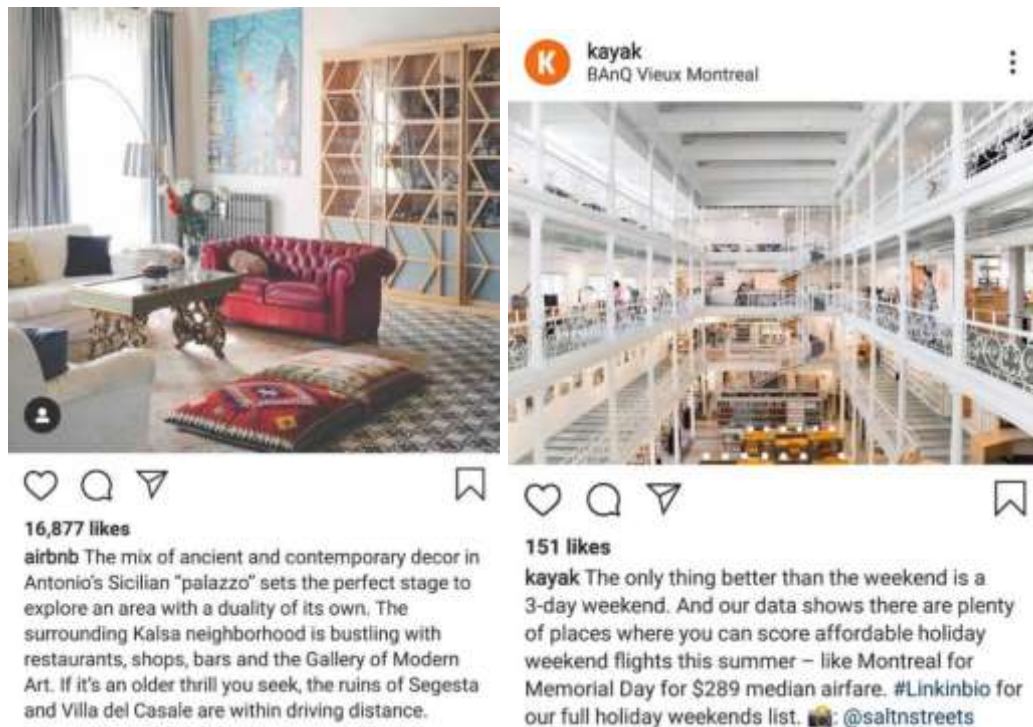 16,877 likes
airbnb The mix of ancient and contemporary decor in
Antonio's Sicilian "palazzo" sets the perfect stage to
explore an area with a duality of its own. The
surrounding Kalsa neighborhood is bustling with
restaurants, shops, bars and the Gallery of Modern
Art. If it's an older thrill you seek, the ruins of Segesta
and Villa del Casale are within driving distance.
K
kayak
BAnQ Vieux Montreal
151 likes
kayak The only thing better than the weekend is a
3-day weekend. And our data shows there are plenty
of places where you can score affordable holiday
weekend flights this summer – like Montreal for
Memorial Day for $289 median airfare. #Linkinbio for
our full holiday weekends list. 📸: @saltnstreets